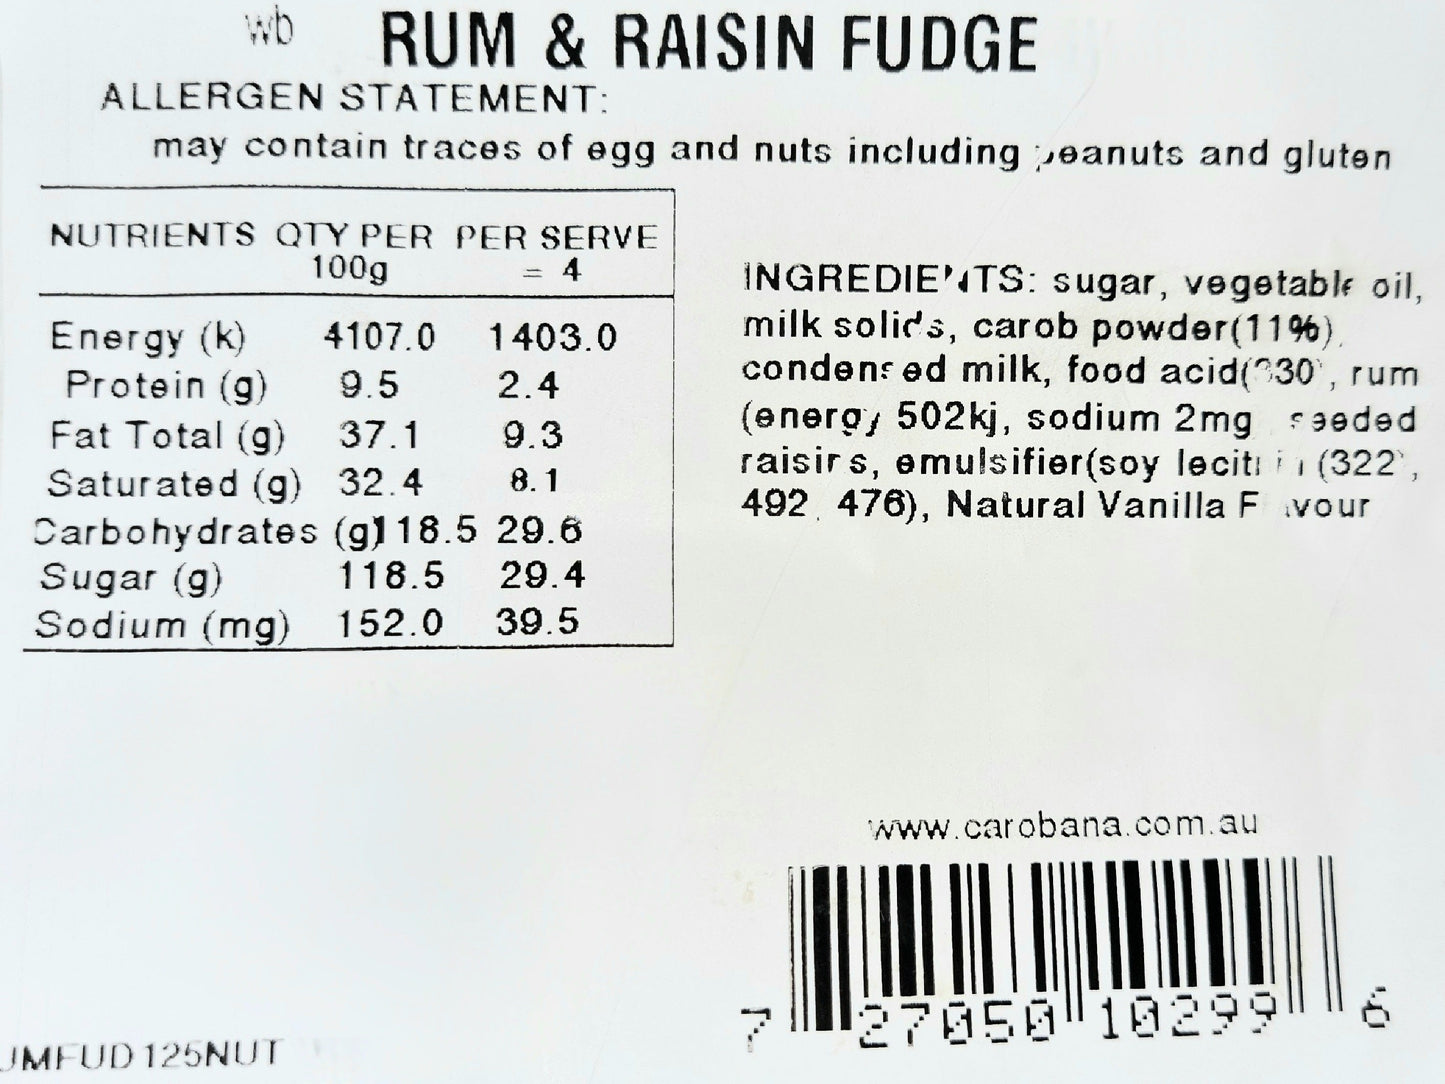 wb
RUM & RAISIN FUDGE
ALLERGEN STATEMENT:
may contain traces of egg and nuts including peanuts and gluten
NUTRIENTS QTY PER PER SERVE
100g = 4
Energy (k) 4107.0 1403.0
Protein (g) 9.5 2.4
Fat Total (g) 37.1 9.3
Saturated (g) 32.4 8.1
Carbohydrates (g) 118.5 29.6
Sugar (g) 118.5 29.4
Sodium (mg) 152.0 39.5
INGREDIENTS: sugar, vegetable oil,
milk solids, carob powder(11%),
condensed milk, food acid(330), rum
(energy 502kj, sodium 2mg seeded
raisins, emulsifier(soy lecithin (322),
492, 476), Natural Vanilla Flavour
www.carobana.com.au
7 27050 10299 6
UMFUD125NUT